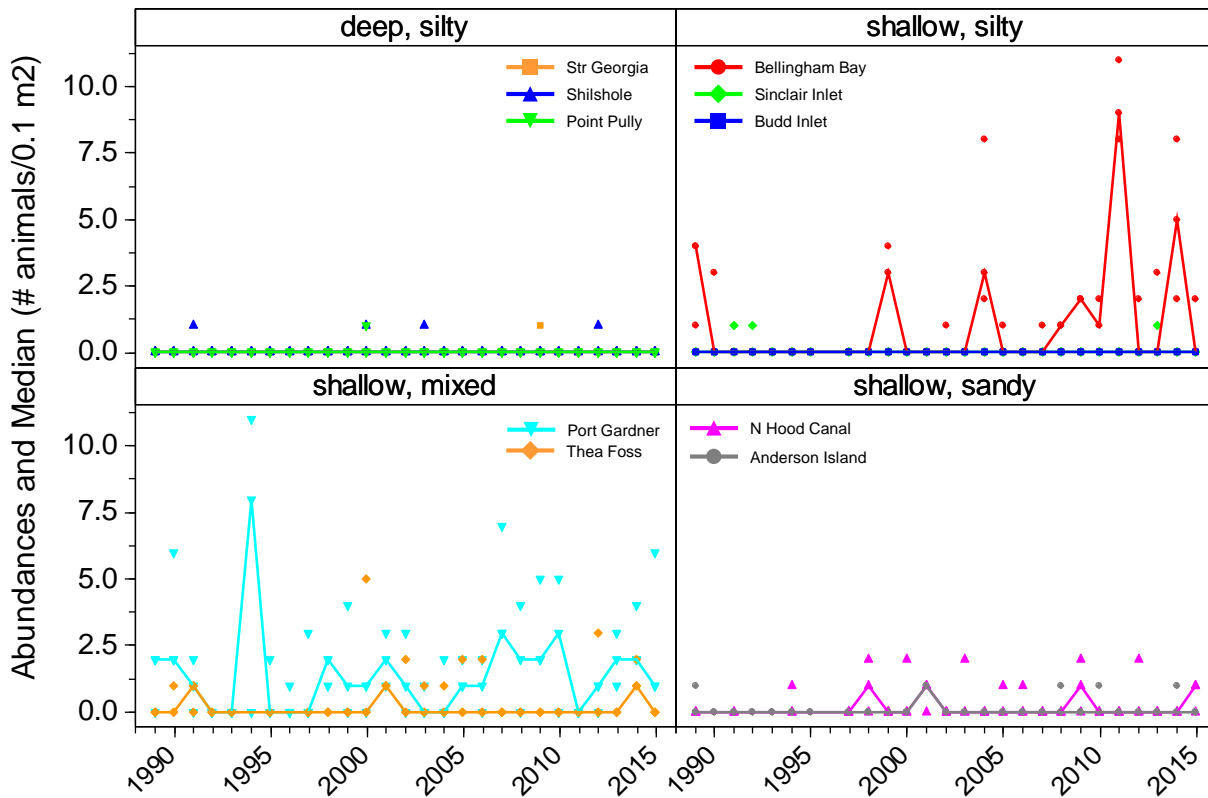 Abundances and Median (# animals/0.1 m2)
deep, silty
shallow, silty
10.0
7.5
5.0
2.5
0.0
Str Georgia
Shilshole
Point Pully
Bellingham Bay
Sinclair Inlet
Budd Inlet
shallow, mixed
shallow, sandy
10.0
7.5
5.0
2.5
0.0
Port Gardner
Thea Foss
N Hood Canal
Anderson Island
1990
1995
2000
2005
2010
2015
1990
1995
2000
2005
2010
2015